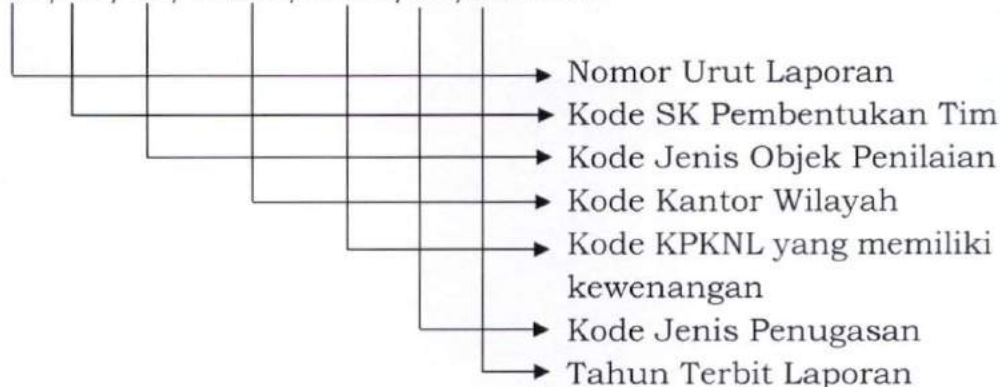 Nomor Urut Laporan
Kode SK Pembentukan Tim
Kode Jenis Objek Penilaian
Kode Kantor Wilayah
Kode KPKNL yang memiliki
kewenangan
Kode Jenis Penugasan
Tahun Terbit Laporan